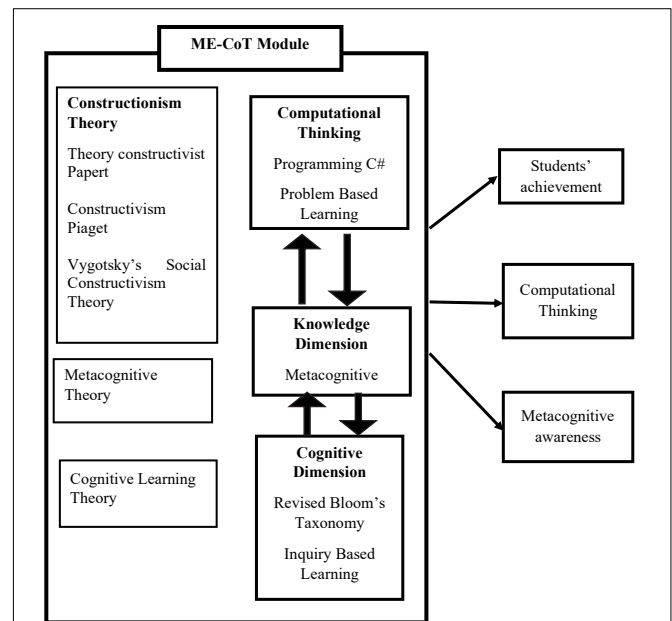 ME-CoT Module
Constructionism
Theory
Theory constructivist
Papert
Constructivism
Piaget
Vygotsky's Social
Constructivism
Theory
Metacognitive
Theory
Cognitive Learning
Theory
Computational
Thinking
Programming C#
Problem Based
Learning
Knowledge
Dimension
Metacognitive
Cognitive
Dimension
Revised Bloom's
Taxonomy
Inquiry Based
Learning
Students'
achievement
Computational
Thinking
Metacognitive
awareness